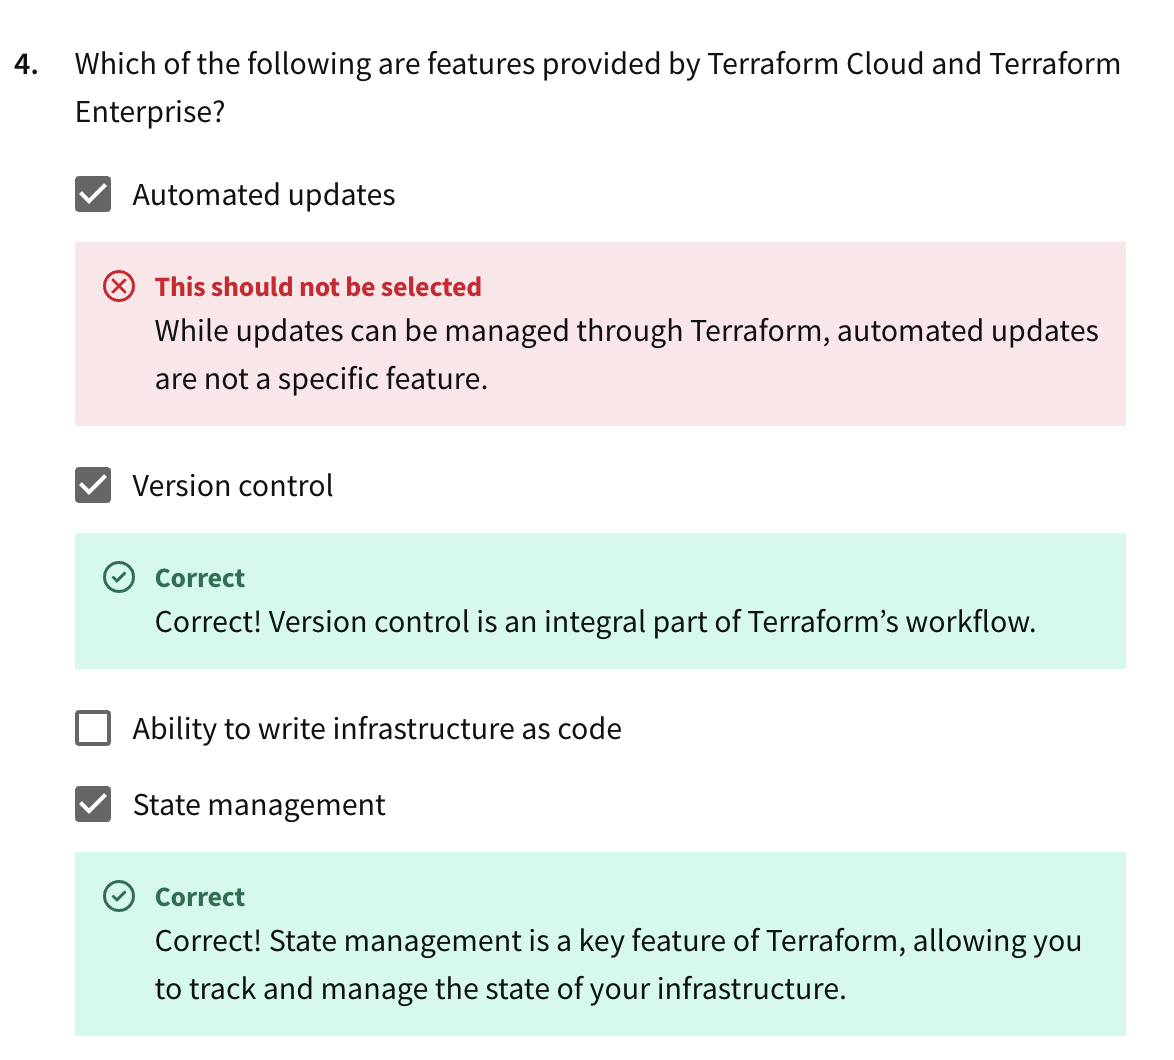 4. Which of the following are features provided by Terraform Cloud and Terraform
Enterprise?
Automated updates
This should not be selected
While updates can be managed through Terraform, automated updates
are not a specific feature.
Version control
Correct
Correct! Version control is an integral part of Terraform’s workflow.
Ability to write infrastructure as code
State management
Correct
Correct! State management is a key feature of Terraform, allowing you
to track and manage the state of your infrastructure.